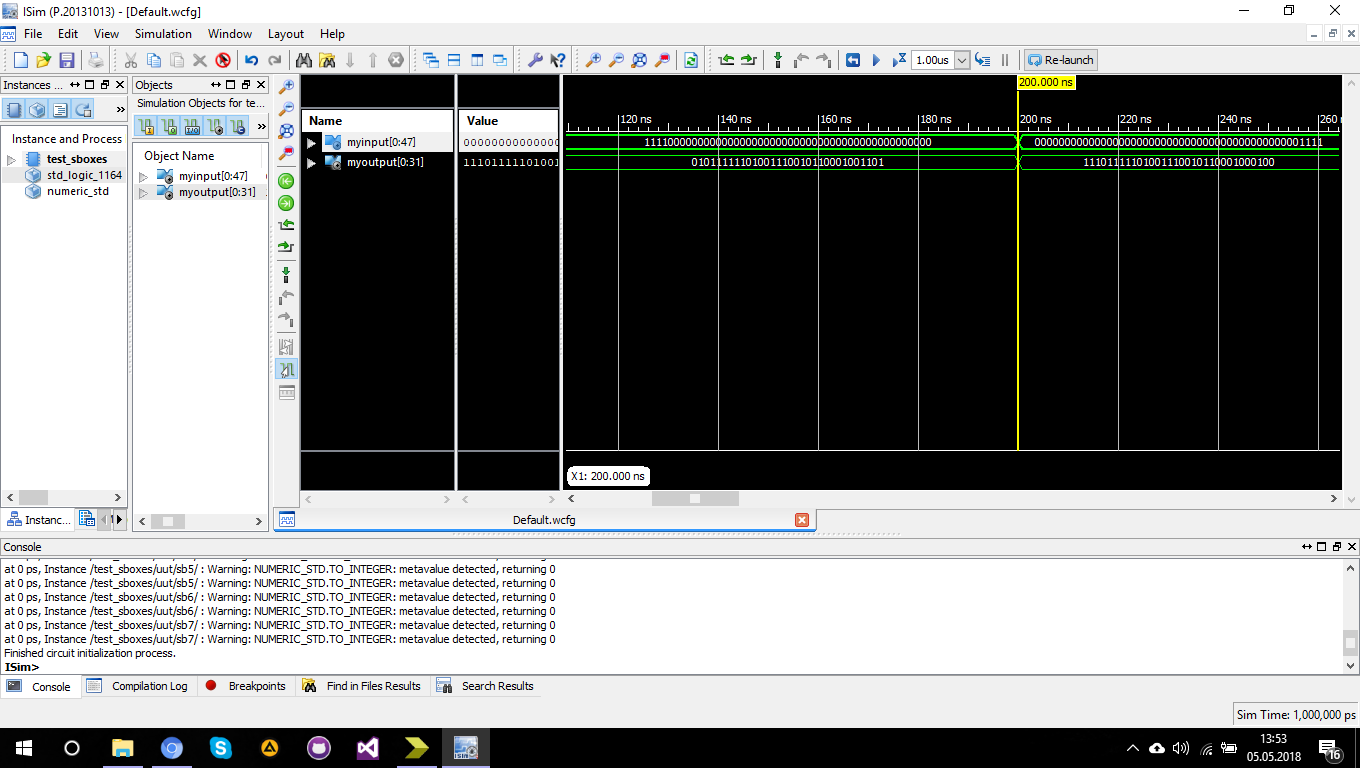 ISim (P.20131013) - [Default.wcfg]
File Edit View Simulation Window Layout Help
1.00us Re-launch
Instances ...
Objects
Simulation Objects for te...
Instance and Process
test_sboxes
std_logic_1164
numeric_std
Object Name
myinput[0:47]
myoutput[0:31]
Name Value
myinput[0:47] 000000000000000
myoutput[0:31] 11101111101001
200.000 ns
120 ns 140 ns 160 ns 180 ns 200 ns 220 ns 240 ns 260
111100000000000000000000000000000000000000000000 000000000000000000000000000000000000000000001111
01011111101001110010110001001101 11101111101001110010110001000100
X1: 200.000 ns
Instanc...
Default.wcfg
Console
at 0 ps, Instance /test_sboxes/uut/sb5/ : Warning: NUMERIC_STD.TO_INTEGER: metavalue detected, returning 0
at 0 ps, Instance /test_sboxes/uut/sb5/ : Warning: NUMERIC_STD.TO_INTEGER: metavalue detected, returning 0
at 0 ps, Instance /test_sboxes/uut/sb6/ : Warning: NUMERIC_STD.TO_INTEGER: metavalue detected, returning 0
at 0 ps, Instance /test_sboxes/uut/sb6/ : Warning: NUMERIC_STD.TO_INTEGER: metavalue detected, returning 0
at 0 ps, Instance /test_sboxes/uut/sb7/ : Warning: NUMERIC_STD.TO_INTEGER: metavalue detected, returning 0
at 0 ps, Instance /test_sboxes/uut/sb7/ : Warning: NUMERIC_STD.TO_INTEGER: metavalue detected, returning 0
Finished circuit initialization process.
ISim>
Console Compilation Log Breakpoints Find in Files Results Search Results
Sim Time: 1,000,000 ps
13:53
05.05.2018
16